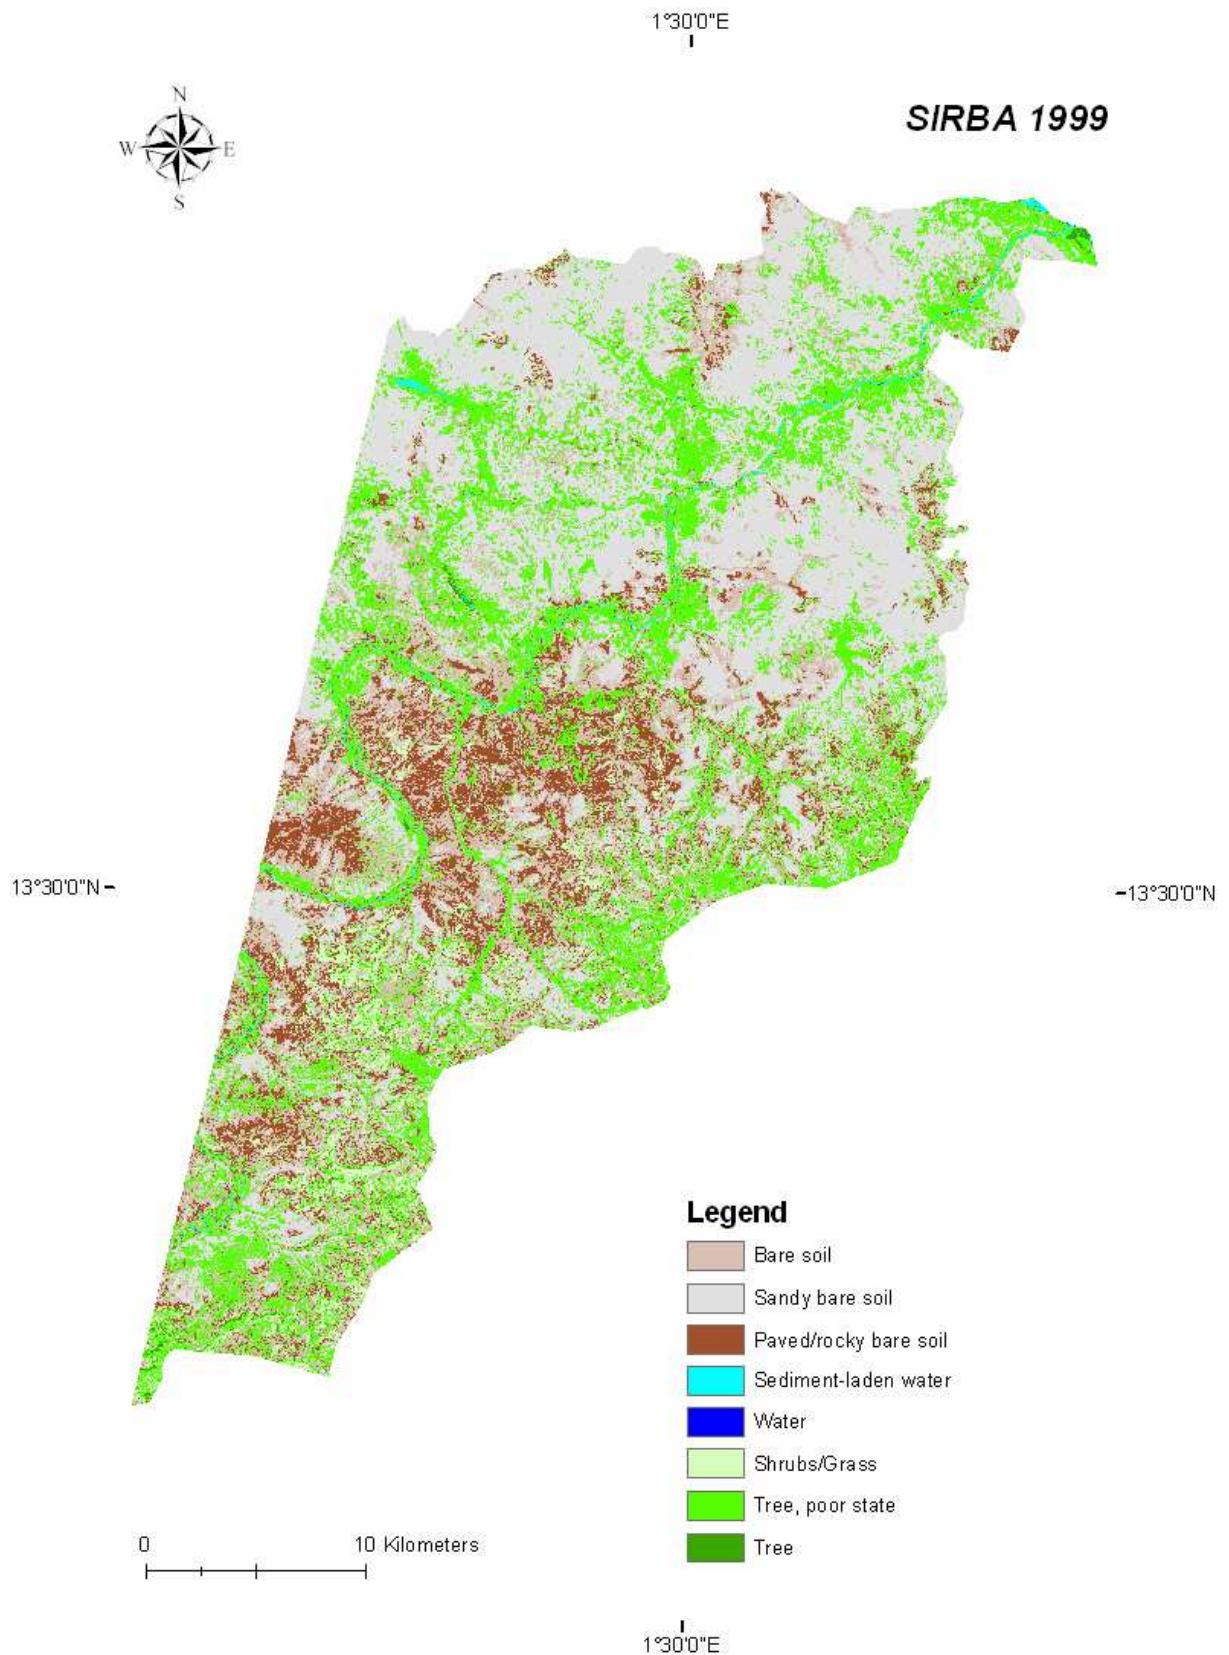 1°30'0"E
N
SIRBA 1999
W E
S
13°30'0"N
13°30'0"N
Legend
Bare soil
Sandy bare soil
Paved/rocky bare soil
Sediment-laden water
Water
Shrubs/Grass
Tree, poor state
Tree
0 10 Kilometers
1°30'0"E